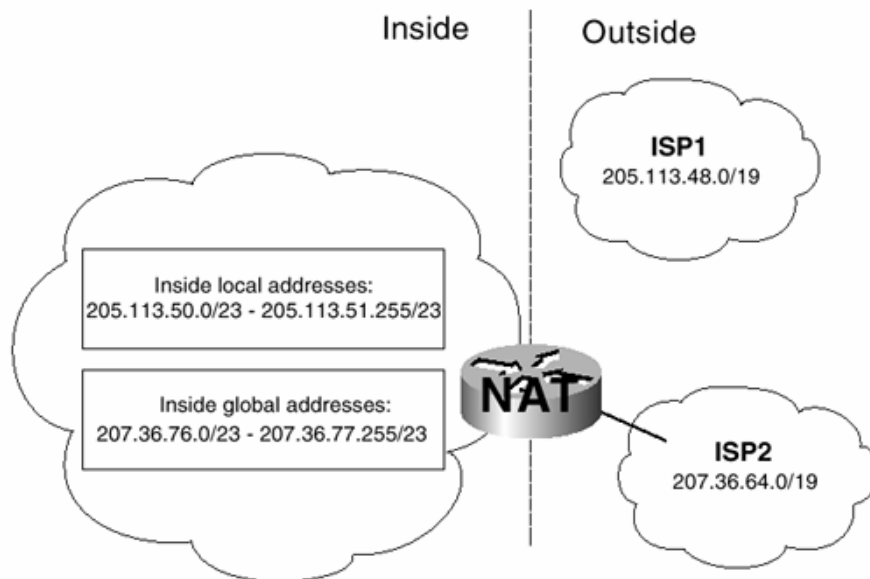 Inside
Outside
ISP1
205.113.48.0/19
Inside local addresses:
205.113.50.0/23 - 205.113.51.255/23
Inside global addresses:
207.36.76.0/23 - 207.36.77.255/23
NAT
ISP2
207.36.64.0/19